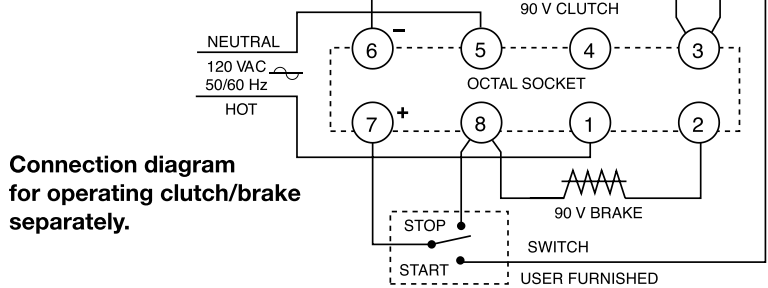 90 V CLUTCH
NEUTRAL
6 – 5 4 3
120 VAC
50/60 Hz
OCTAL SOCKET
HOT
7 + 8 1 2
Connection diagram
for operating clutch/brake
separately.
90 V BRAKE
STOP
SWITCH
START
USER FURNISHED